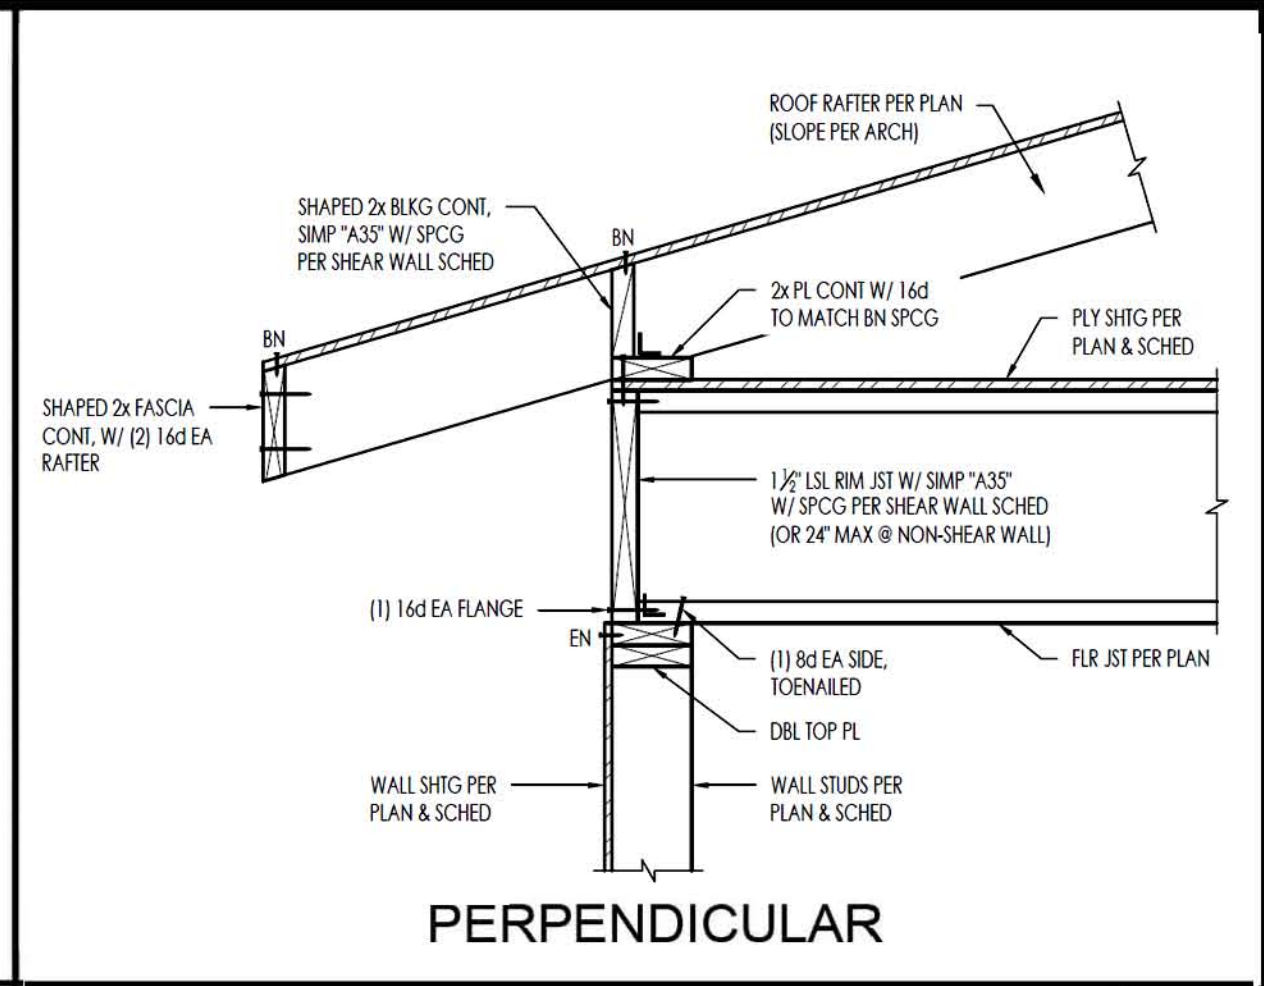 ROOF RAFTER PER PLAN
(SLOPE PER ARCH)
SHAPED 2x BLKG CONT,
SIMP "A35" W/ SPCG
PER SHEAR WALL SCHED
BN
2x PL CONT W/ 16d
TO MATCH BN SPCG
PLY SHTG PER
PLAN & SCHED
BN
SHAPED 2x FASCIA
CONT, W/ (2) 16d EA
RAFTER
1½" LSL RIM JST W/ SIMP "A35"
W/ SPCG PER SHEAR WALL SCHED
(OR 24" MAX @ NON-SHEAR WALL)
(1) 16d EA FLANGE
EN
(1) 8d EA SIDE,
TOENAILED
FLR JST PER PLAN
DBL TOP PL
WALL SHTG PER
PLAN & SCHED
WALL STUDS PER
PLAN & SCHED
PERPENDICULAR